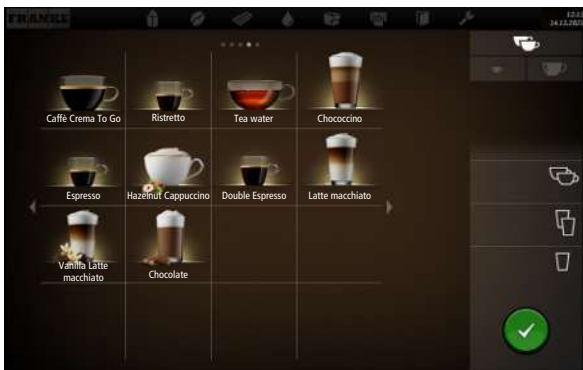 FRANKE
Caffè Crema To Go
Ristretto
Tea water
Chococcino
Espresso
Hazelnut Cappuccino
Double Espresso
Latte macchiato
Vanilla Latte
macchiato
Chocolate